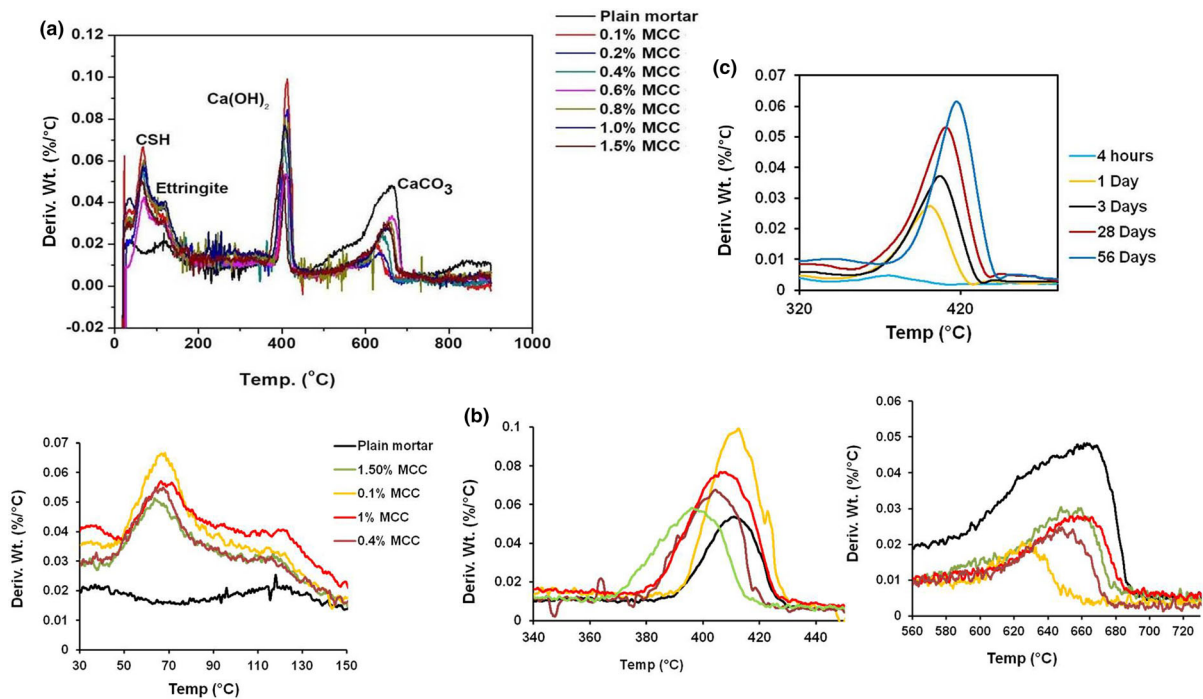 (a)
Deriv. Wt. (%/°C)
0.12
0.10
0.08
0.06
0.04
0.02
0.00
-0.02
CSH
Ettringite
Ca(OH)2
CaCO3
0
200
400
600
800
1000
Temp. (°C)
Plain mortar
0.1% MCC
0.2% MCC
0.4% MCC
0.6% MCC
0.8% MCC
1.0% MCC
1.5% MCC
(c)
Deriv. Wt. (%/°C)
0.07
0.06
0.05
0.04
0.03
0.02
0.01
0
320
420
Temp (°C)
4 hours
1 Day
3 Days
28 Days
56 Days
Deriv. Wt. (%/°C)
0.07
0.06
0.05
0.04
0.03
0.02
0.01
0
30
50
70
90
110
130
150
Temp (°C)
Plain mortar
1.50% MCC
0.1% MCC
1% MCC
0.4% MCC
(b)
Deriv. Wt. (%/°C)
0.1
0.08
0.06
0.04
0.02
0
340
360
380
400
420
440
Temp (°C)
Deriv. Wt. (%/°C)
0.06
0.05
0.04
0.03
0.02
0.01
0
560
580
600
620
640
660
680
700
720
Temp (°C)